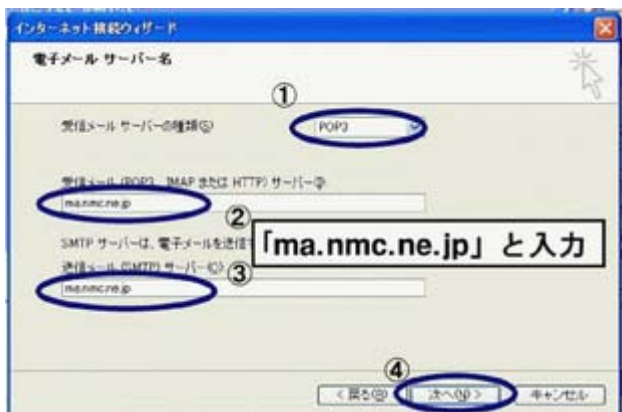 インターネット接続ウィザード
電子メール サーバー名
①
受信メール サーバーの種類(S)
POP3
受信メール (POP3、IMAP または HTTP) サーバー(I)
ma.nmc.ne.jp
②
SMTP サーバーは、電子メールを送信
「ma.nmc.ne.jp」と入力
送信メール (SMTP) サーバー(O)
③
ma.nmc.ne.jp
④
< 戻る(B)
次へ(N) >
キャンセル